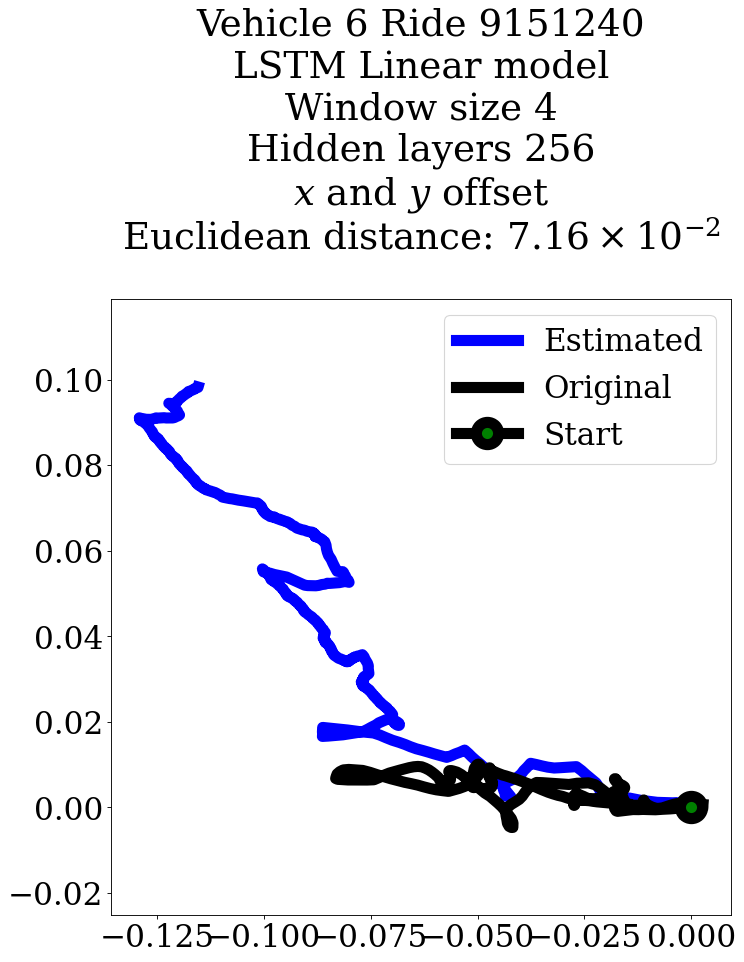 Vehicle 6 Ride 9151240
LSTM Linear model
Window size 4
Hidden layers 256
x and y offset
Euclidean distance: 7.16 × 10⁻²
Estimated
Original
Start
0.10
0.08
0.06
0.04
0.02
0.00
−0.02
−0.125 −0.100 −0.075 −0.050 −0.025 0.000